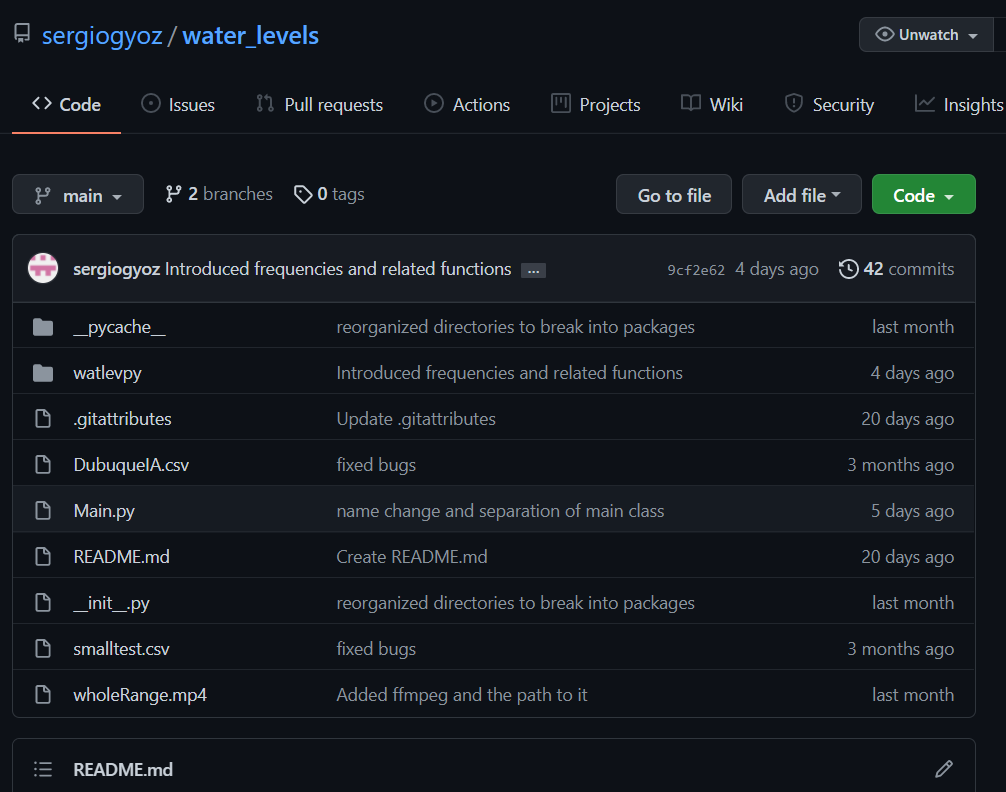 sergiogyoz / water_levels
Unwatch
Code Issues Pull requests Actions Projects Wiki Security Insights
main 2 branches 0 tags Go to file Add file Code
sergiogyoz Introduced frequencies and related functions ... 9cf2e62 4 days ago 42 commits
__pycache__ reorganized directories to break into packages last month
watlevpy Introduced frequencies and related functions 4 days ago
.gitattributes Update .gitattributes 20 days ago
DubuqueIA.csv fixed bugs 3 months ago
Main.py name change and separation of main class 5 days ago
README.md Create README.md 20 days ago
__init__.py reorganized directories to break into packages last month
smalltest.csv fixed bugs 3 months ago
wholeRange.mp4 Added ffmpeg and the path to it last month
README.md